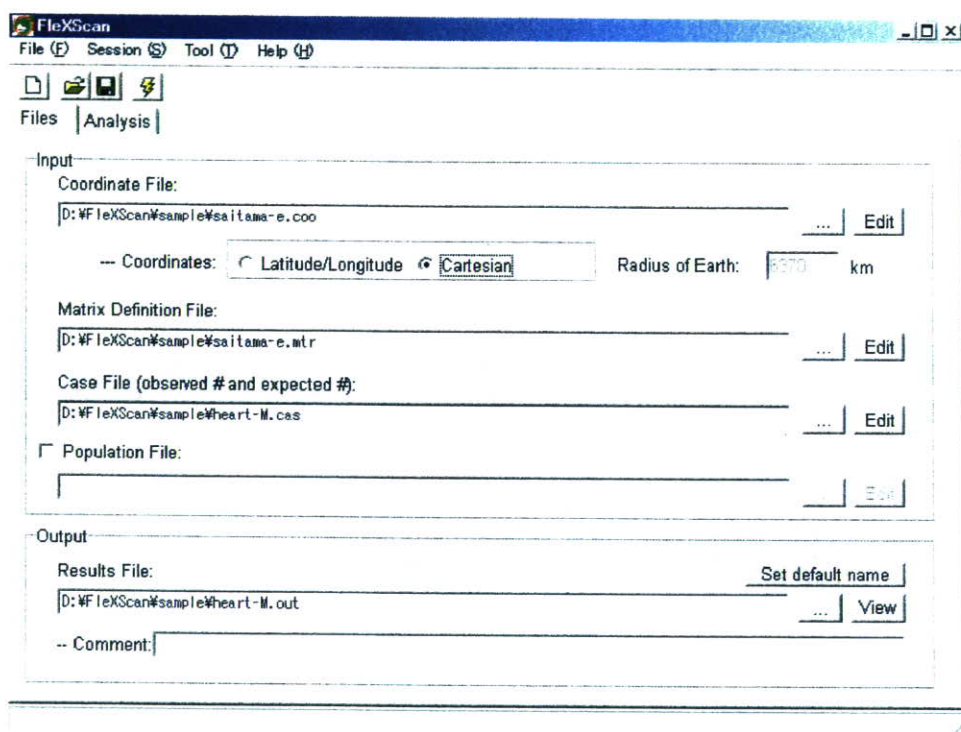 FleXScan
File (F) Session (S) Tool (T) Help (H)
Files Analysis
Input
Coordinate File:
D:¥FleXScan¥sample¥saitama-e.coo
... Edit
--- Coordinates: Latitude/Longitude Cartesian Radius of Earth: 6370 km
Matrix Definition File:
D:¥FleXScan¥sample¥saitama-e.mtr
... Edit
Case File (observed # and expected #):
D:¥FleXScan¥sample¥heart-M.cas
... Edit
Population File:
... Edit
Output
Results File:
Set default name
D:¥FleXScan¥sample¥heart-M.out
... View
-- Comment: